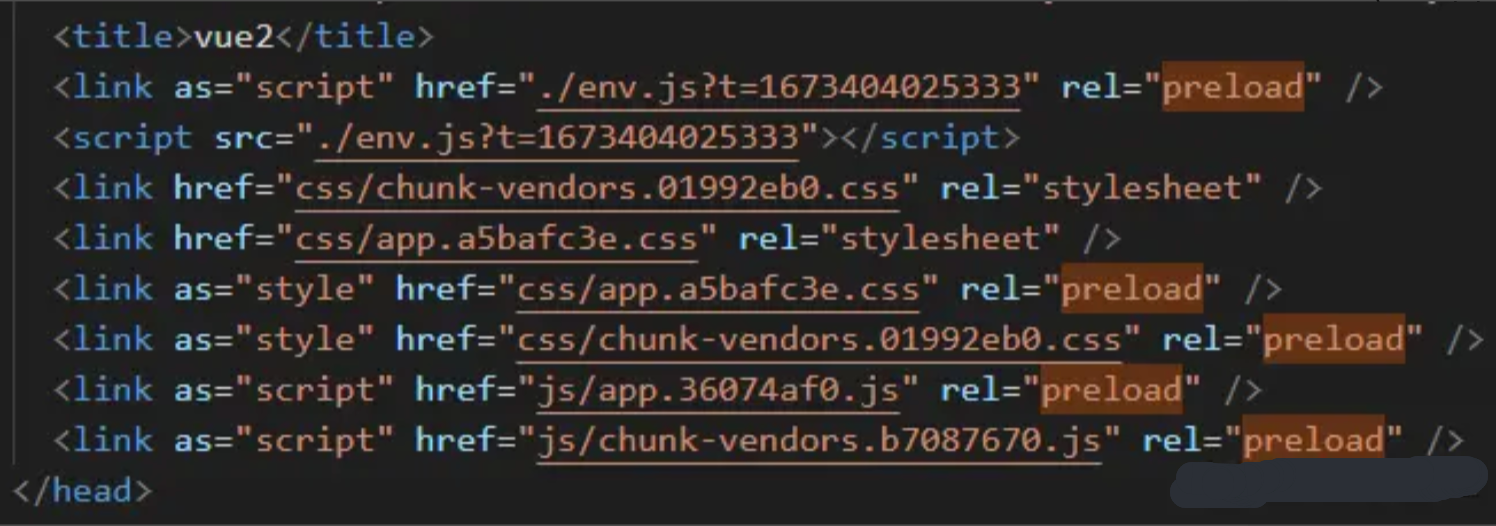 <title>vue2</title>
<link as="script" href="./env.js?t=1673404025333" rel="preload" />
<script src="./env.js?t=1673404025333"></script>
<link href="css/chunk-vendors.01992eb0.css" rel="stylesheet" />
<link href="css/app.a5bafc3e.css" rel="stylesheet" />
<link as="style" href="css/app.a5bafc3e.css" rel="preload" />
<link as="style" href="css/chunk-vendors.01992eb0.css" rel="preload" />
<link as="script" href="js/app.36074af0.js" rel="preload" />
<link as="script" href="js/chunk-vendors.b7087670.js" rel="preload" />
</head>